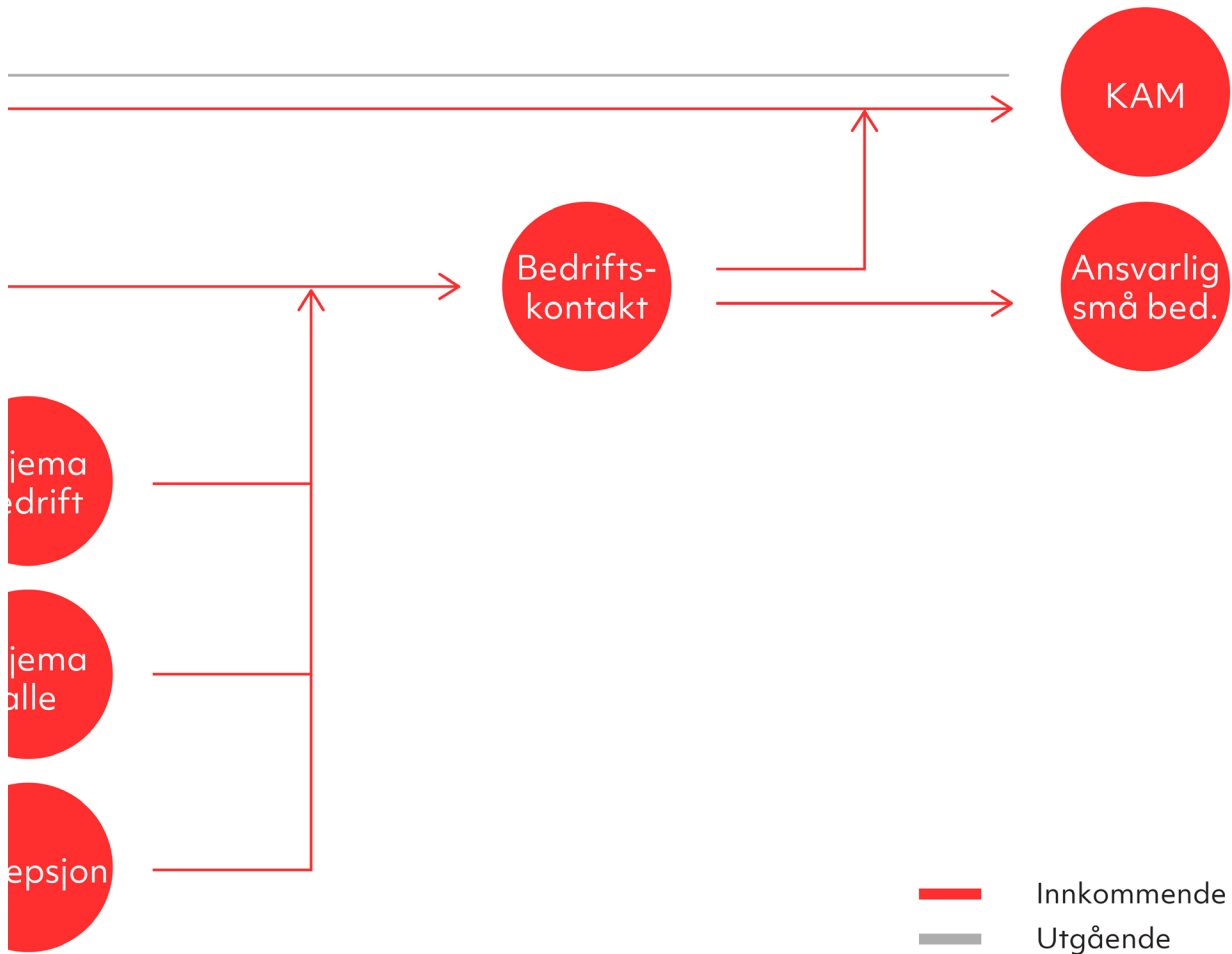 KAM
Bedrifts-
kontakt
Ansvarlig
små bed.
jema
edrift
jema
alle
epsjon
Innkommende
Utgående